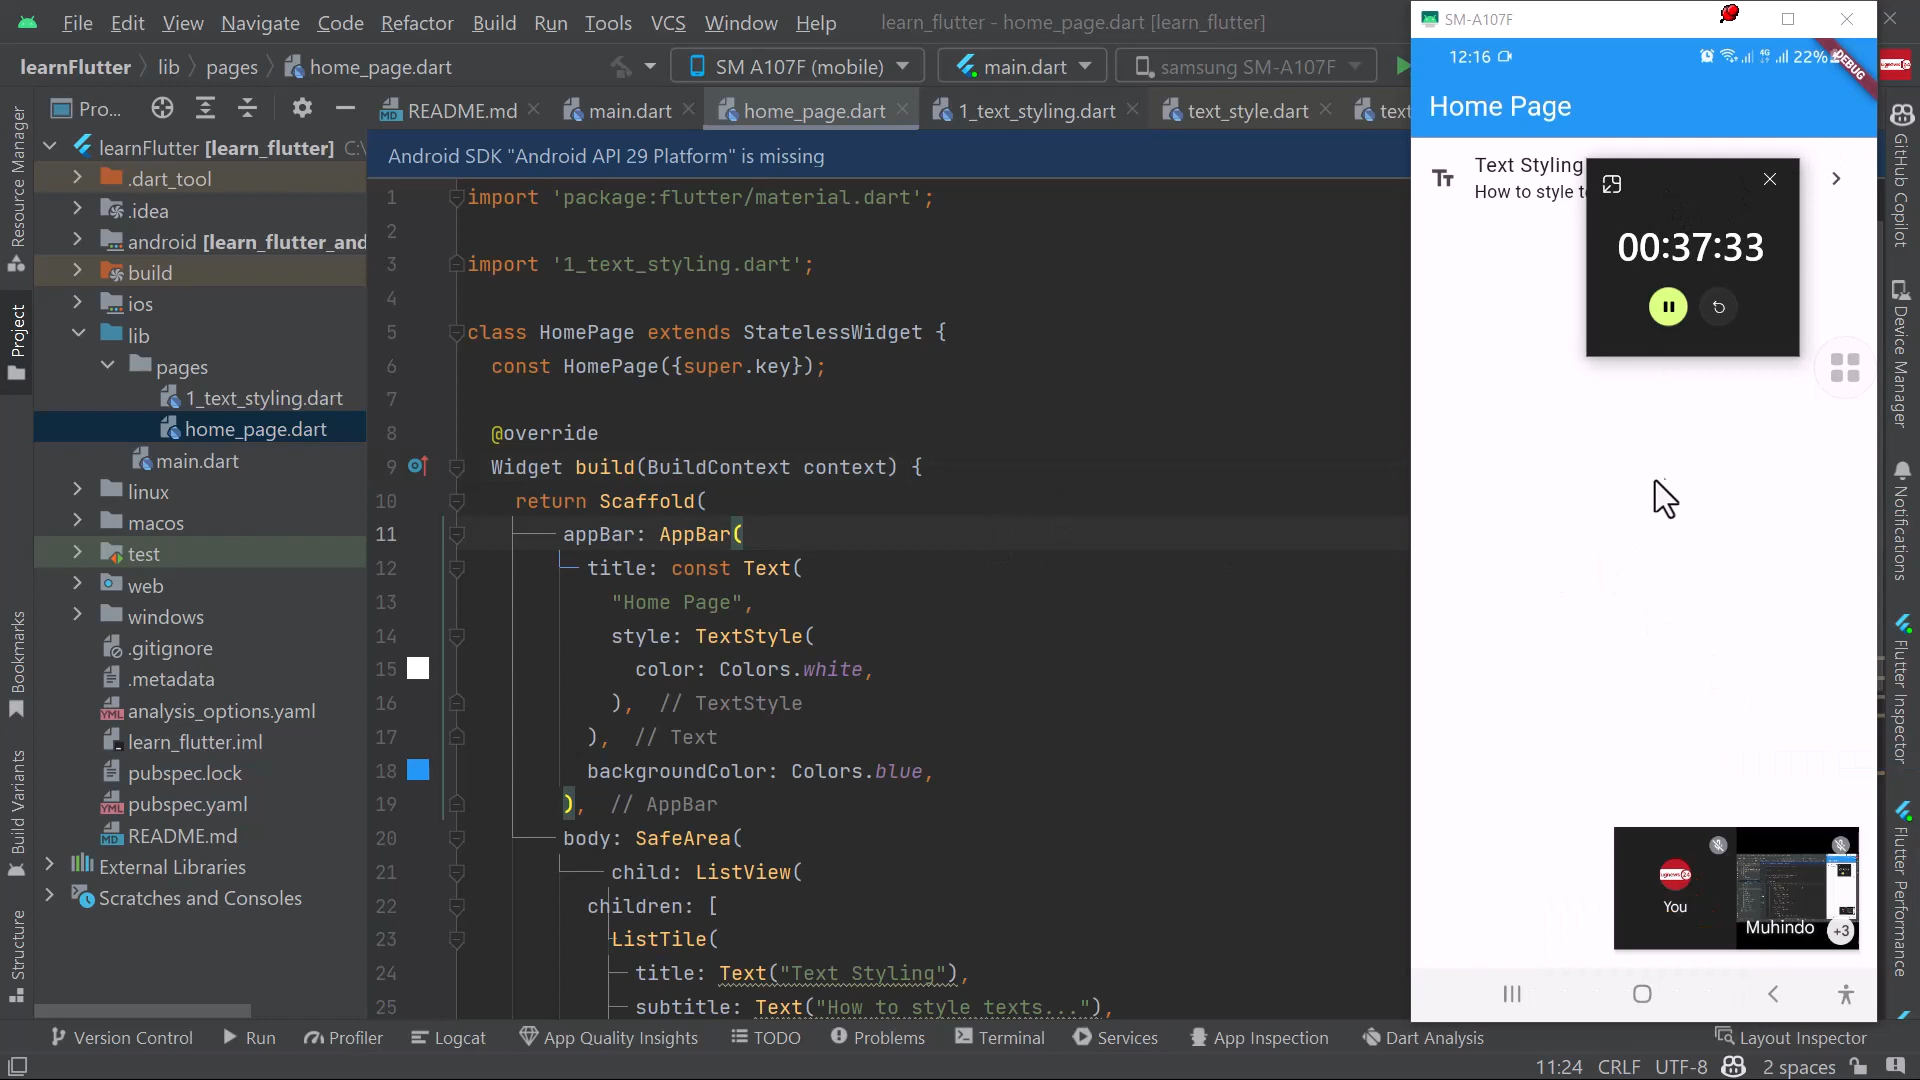 File Edit View Navigate Code Refactor Build Run Tools VCS Window Help learn_flutter - home_page.dart [learn_flutter]
learnFlutter lib pages home_page.dart SM A107F (mobile) main.dart samsung SM-A107F
Pro...
README.md main.dart home_page.dart 1_text_styling.dart text_style.dart text
Android SDK "Android API 29 Platform" is missing
Resource Manager
Project
Bookmarks
Build Variants
Structure
learnFlutter [learn_flutter] C:\
.dart_tool
.idea
android [learn_flutter_and
build
ios
lib
pages
1_text_styling.dart
home_page.dart
main.dart
linux
macos
test
web
windows
.gitignore
.metadata
analysis_options.yaml
learn_flutter.iml
pubspec.lock
pubspec.yaml
README.md
External Libraries
Scratches and Consoles
1 import 'package:flutter/material.dart';
2
3 import '1_text_styling.dart';
4
5 class HomePage extends StatelessWidget {
6 const HomePage({super.key});
7
8 @override
9 Widget build(BuildContext context) {
10 return Scaffold(
11 appBar: AppBar(
12 title: const Text(
13 "Home Page",
14 style: TextStyle(
15 color: Colors.white,
16 ), // TextStyle
17 ), // Text
18 backgroundColor: Colors.blue,
19 ), // AppBar
20 body: SafeArea(
21 child: ListView(
22 children: [
23 ListTile(
24 title: Text("Text Styling"),
25 subtitle: Text("How to style texts..."),
SM-A107F
12:16 4G 22%
DEBUG
Home Page
Text Styling
How to style te
00:37:33
ugnews24
You
Muhindo
+3
GitHub Copilot
Device Manager
Notifications
Flutter Inspector
Flutter Performance
Version Control Run Profiler Logcat App Quality Insights TODO Problems Terminal Services App Inspection Dart Analysis Layout Inspector
11:24 CRLF UTF-8 2 spaces